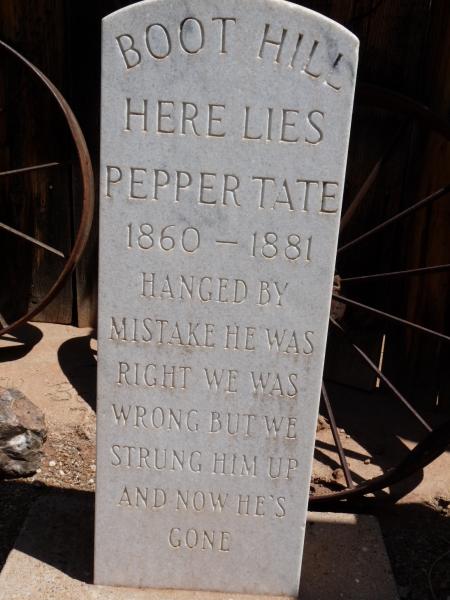 BOOT HILL
HERE LIES
PEPPER TATE
1860 — 1881
HANGED BY
MISTAKE HE WAS
RIGHT WE WAS
WRONG BUT WE
STRUNG HIM UP
AND NOW HE'S
GONE